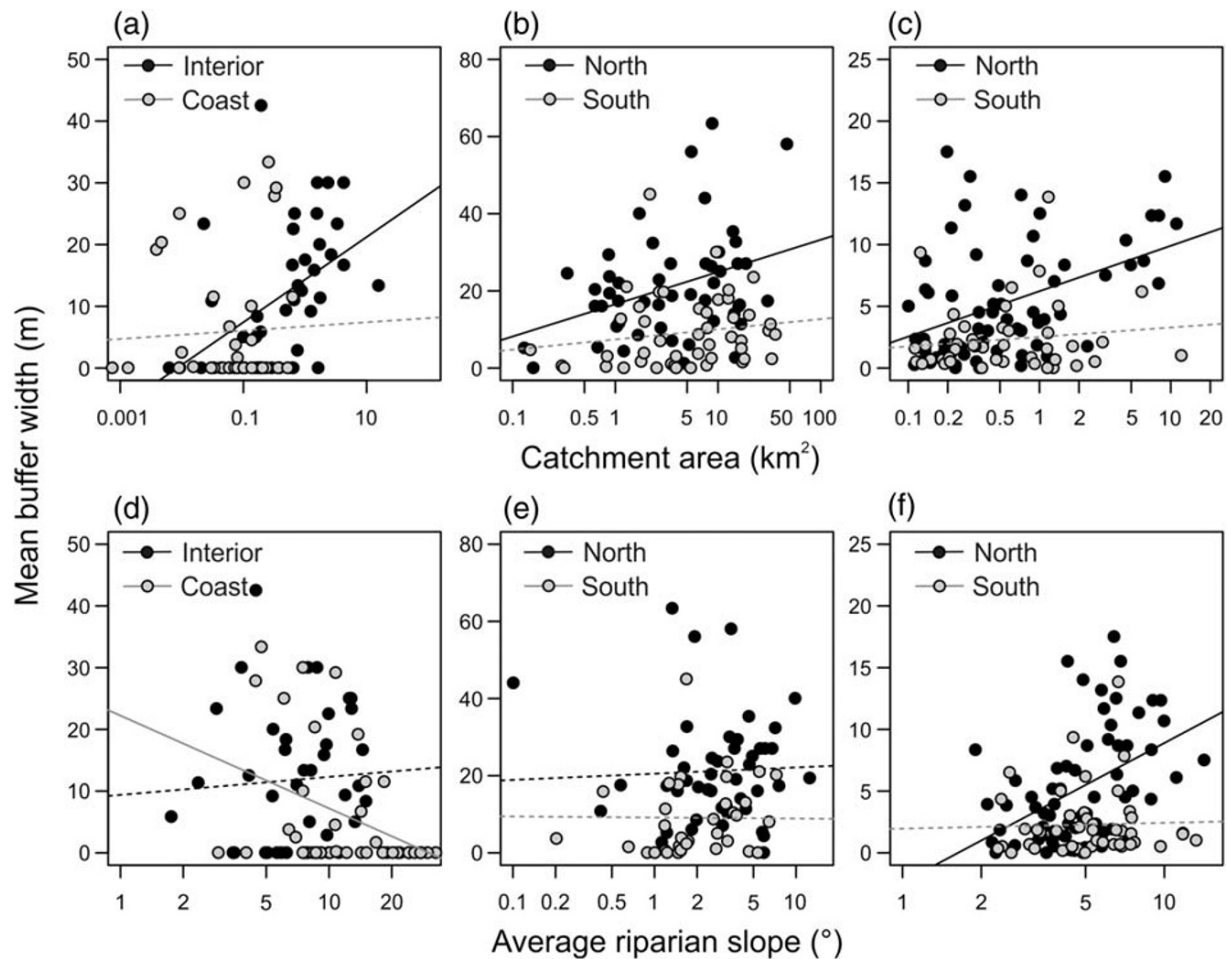 (a) (b) (c)
50 80 25
Interior North North
Coast South South
40 60 20
30 15
40
20 10
20
10 5
0 0 0
0.001 0.1 10 0.1 0.5 1 5 10 50 100 0.1 0.2 0.5 1 2 5 10 20
Catchment area (km²)
Mean buffer width (m)
(d) (e) (f)
50 80 25
Interior North North
Coast South South
40 60 20
30 15
40
20 10
20
10 5
0 0 0
1 2 5 10 20 0.1 0.2 0.5 1 2 5 10 1 2 5 10
Average riparian slope (°)